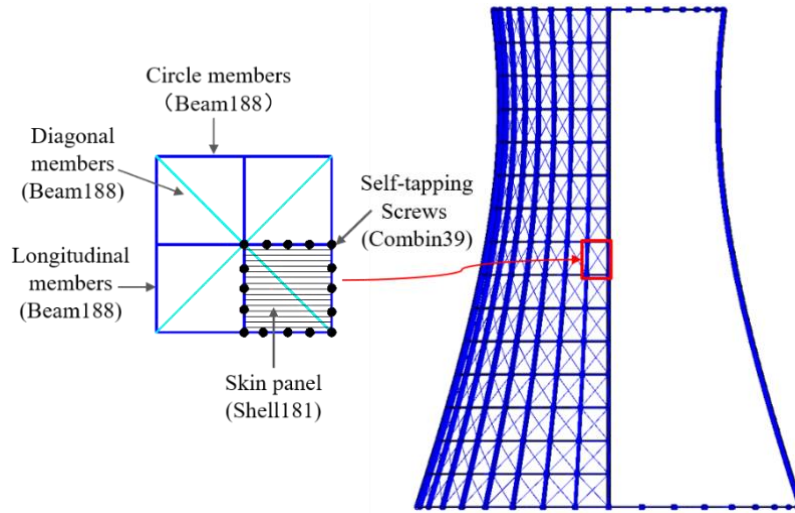 Circle members
（Beam188）
Diagonal
members
(Beam188)
Self-tapping
Screws
(Combin39)
Longitudinal
members
(Beam188)
Skin panel
(Shell181)